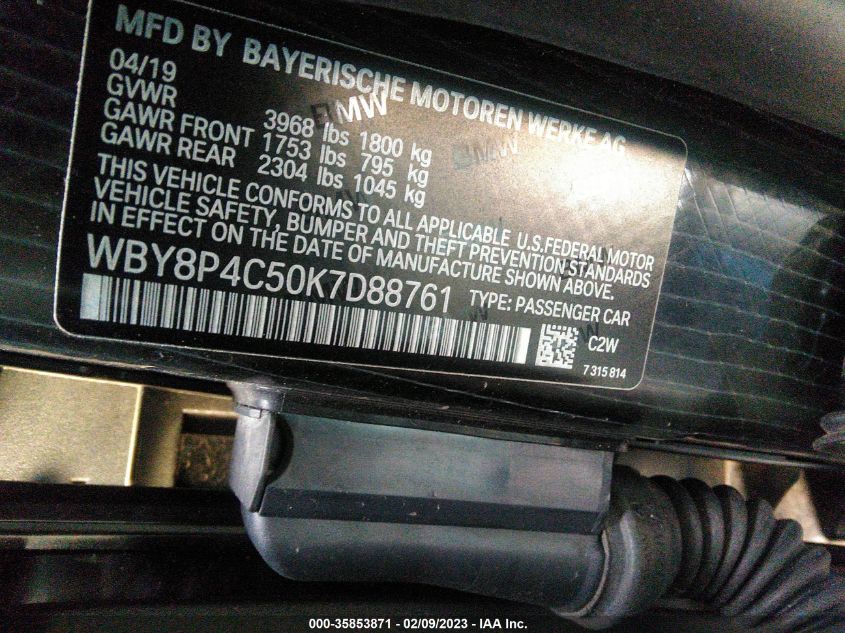 MFD BY BAYERISCHE MOTOREN WERKE AG
04/19
GVWR 3968 lbs 1800 kg
GAWR FRONT 1753 lbs 795 kg
GAWR REAR 2304 lbs 1045 kg
THIS VEHICLE CONFORMS TO ALL APPLICABLE U.S.FEDERAL MOTOR
VEHICLE SAFETY, BUMPER AND THEFT PREVENTION STANDARDS
IN EFFECT ON THE DATE OF MANUFACTURE SHOWN ABOVE.
WBY8P4C50K7D88761 TYPE: PASSENGER CAR
C2W
7 315 814
BMW
BMW
000-35853871 - 02/09/2023 - IAA Inc.